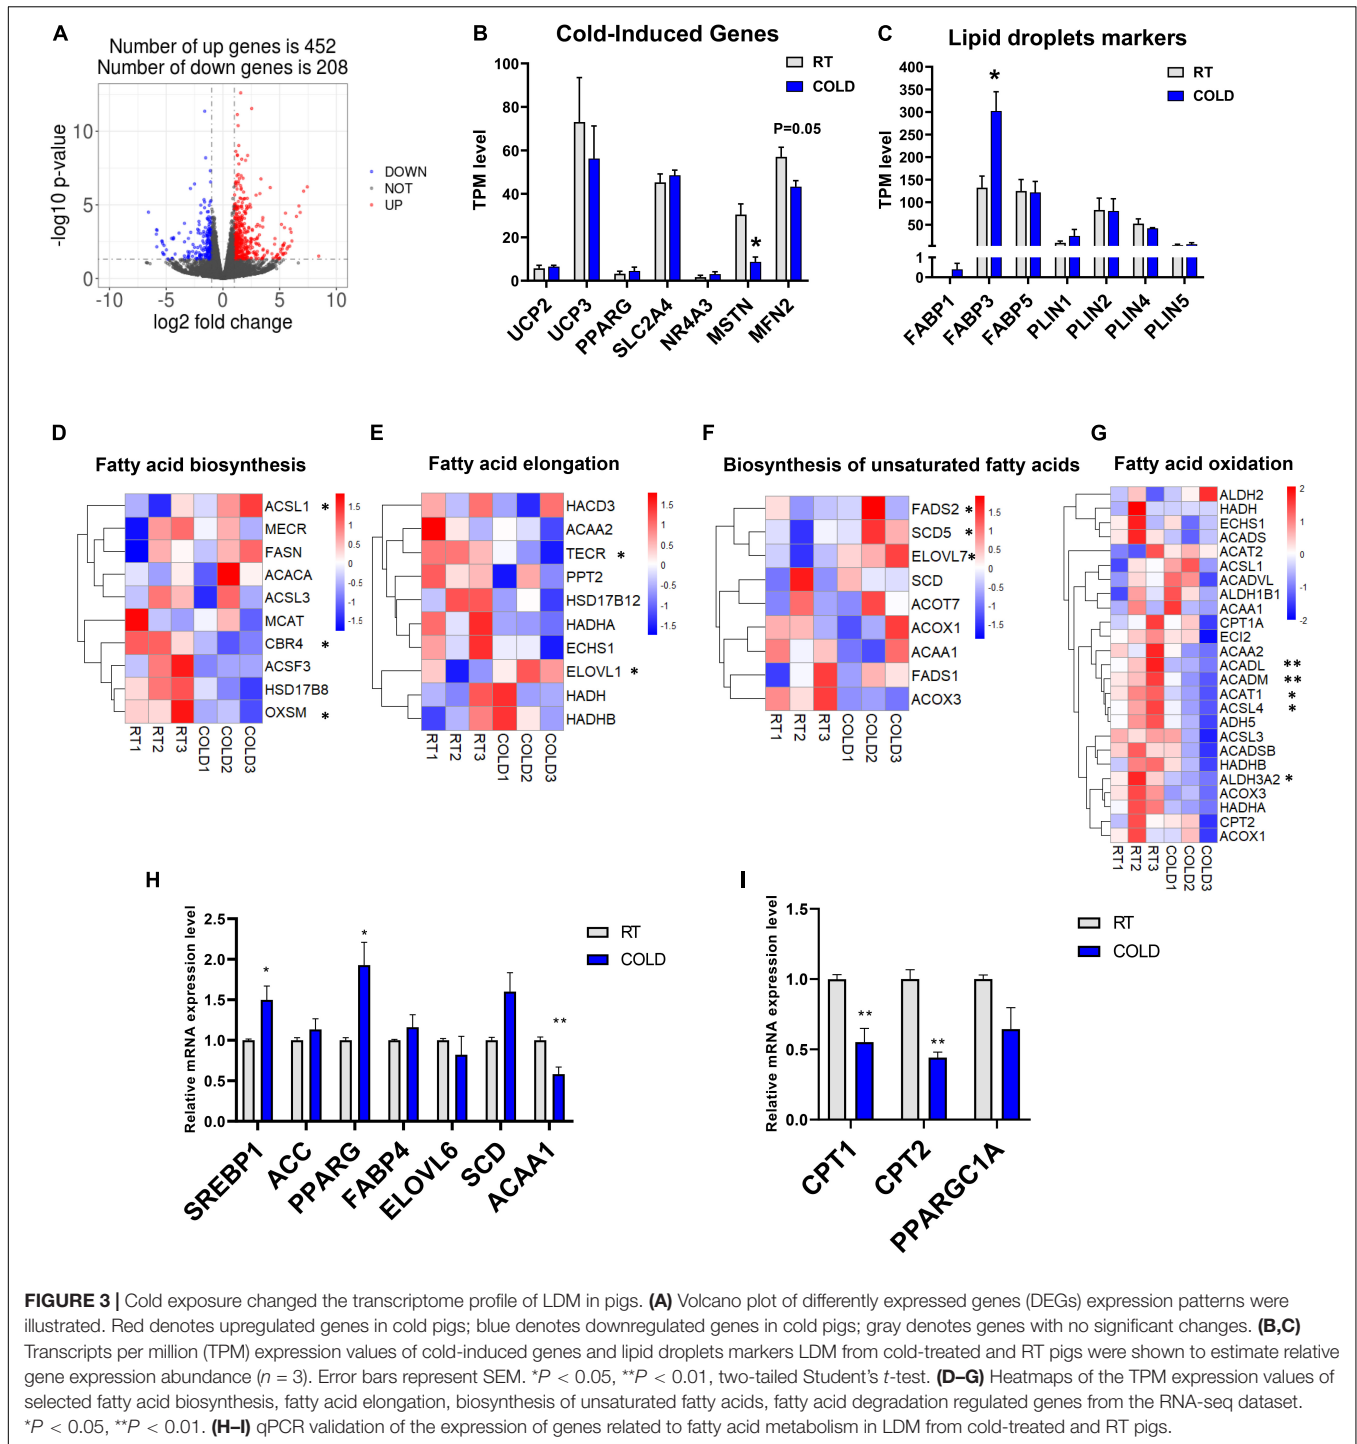 A
Number of up genes is 452
Number of down genes is 208
-log10 p-value
10
5
0
-10
-5
0
5
10
log2 fold change
DOWN
NOT
UP
B
Cold-Induced Genes
RT
COLD
TPM level
100
80
60
40
20
0
P=0.05
*
UCP2
UCP3
PPARG
SLC2A4
NR4A3
MSTN
MFN2
C
Lipid droplets markers
RT
COLD
TPM level
400
350
300
250
200
150
100
50
1
0
*
FABP1
FABP3
FABP5
PLIN1
PLIN2
PLIN4
PLIN5
D
Fatty acid biosynthesis
ACSL1 *
MECR
FASN
ACACA
ACSL3
MCAT
CBR4 *
ACSF3
HSD17B8
OXSM *
RT1
RT2
RT3
COLD1
COLD2
COLD3
1.5
1
0.5
0
-0.5
-1
-1.5
E
Fatty acid elongation
HACD3
ACAA2
TECR *
PPT2
HSD17B12
HADHA
ECHS1
ELOVL1 *
HADH
HADHB
RT1
RT2
RT3
COLD1
COLD2
COLD3
1.5
1
0.5
0
-0.5
-1
-1.5
F
Biosynthesis of unsaturated fatty acids
FADS2 *
SCD5 *
ELOVL7 *
SCD
ACOT7
ACOX1
ACAA1
FADS1
ACOX3
RT1
RT2
RT3
COLD1
COLD2
COLD3
1.5
1
0.5
0
-0.5
-1
-1.5
G
Fatty acid oxidation
ALDH2
HADH
ECHS1
ACADS
ACAT2
ACSL1
ACADVL
ALDH1B1
ACAA1
CPT1A
ECI2
ACAA2
ACADL **
ACADM **
ACAT1 *
ACSL4 *
ADH5
ACSL3
ACADSB
HADHB
ALDH3A2 *
ACOX3
HADHA
CPT2
ACOX1
RT1
RT2
RT3
COLD1
COLD2
COLD3
2
1
0
-1
-2
H
Relative mRNA expression level
2.5
2.0
1.5
1.0
0.5
0.0
*
*
**
RT
COLD
SREBP1
ACC
PPARG
FABP4
ELOVL6
SCD
ACAA1
I
Relative mRNA expression level
1.5
1.0
0.5
0.0
**
**
RT
COLD
CPT1
CPT2
PPARGC1A
FIGURE 3 | Cold exposure changed the transcriptome profile of LDM in pigs. (A) Volcano plot of differently expressed genes (DEGs) expression patterns were
illustrated. Red denotes upregulated genes in cold pigs; blue denotes downregulated genes in cold pigs; gray denotes genes with no significant changes. (B,C)
Transcripts per million (TPM) expression values of cold-induced genes and lipid droplets markers LDM from cold-treated and RT pigs were shown to estimate relative
gene expression abundance (n = 3). Error bars represent SEM. *P < 0.05, **P < 0.01, two-tailed Student's t-test. (D–G) Heatmaps of the TPM expression values of
selected fatty acid biosynthesis, fatty acid elongation, biosynthesis of unsaturated fatty acids, fatty acid degradation regulated genes from the RNA-seq dataset.
*P < 0.05, **P < 0.01. (H–I) qPCR validation of the expression of genes related to fatty acid metabolism in LDM from cold-treated and RT pigs.